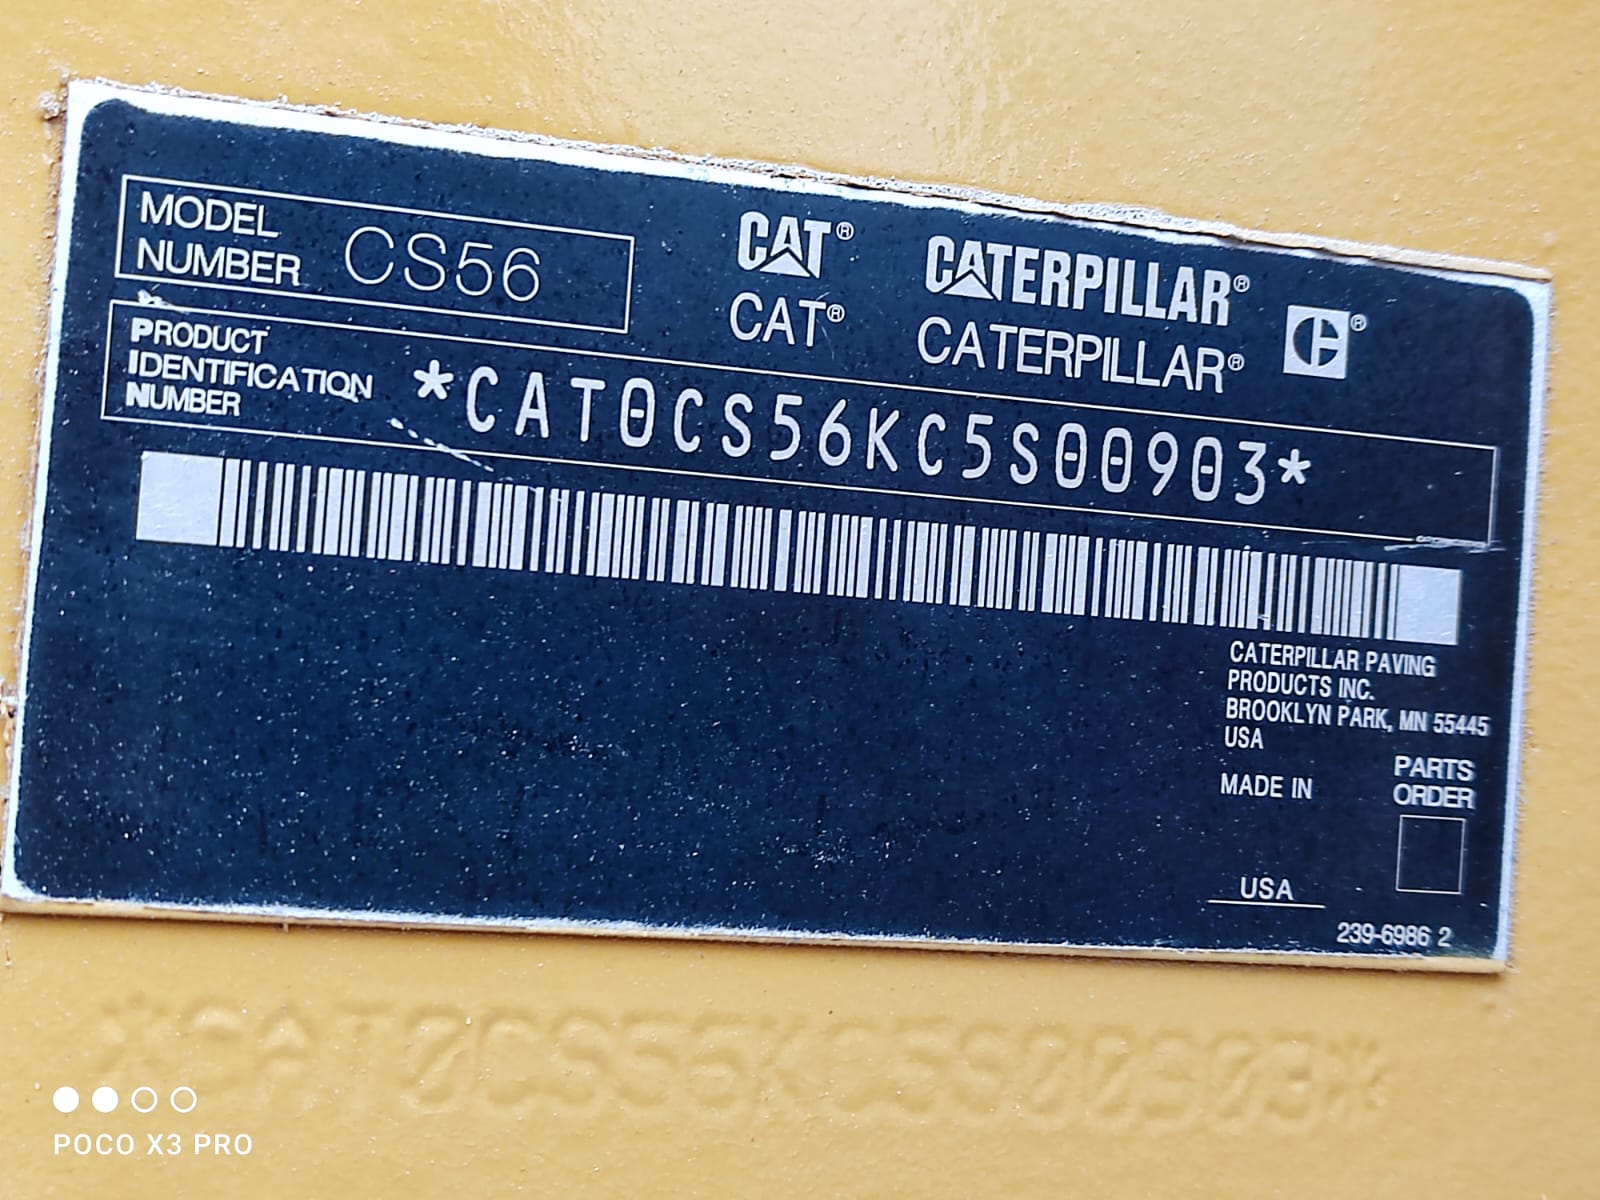 MODEL
NUMBER CS56
CAT® CATERPILLAR®
CAT® CATERPILLAR® ®
PRODUCT
IDENTIFICATION
NUMBER
*CAT0CS56KC5S00903*
CATERPILLAR PAVING
PRODUCTS INC.
BROOKLYN PARK, MN 55445
USA
MADE IN
USA
PARTS
ORDER
239-6986 2
*CAT0CS56KC5S00903*
POCO X3 PRO